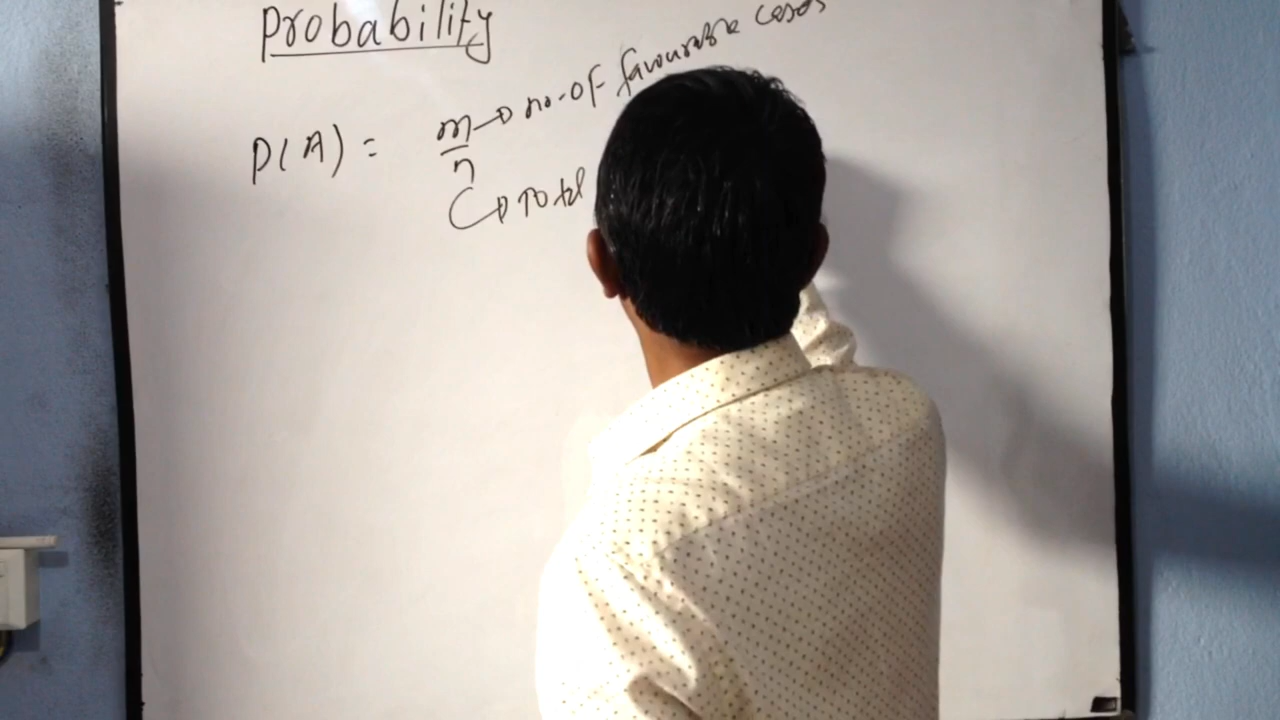 Probability
P(A) = m/n
m → no. of favourable cases
n → Total